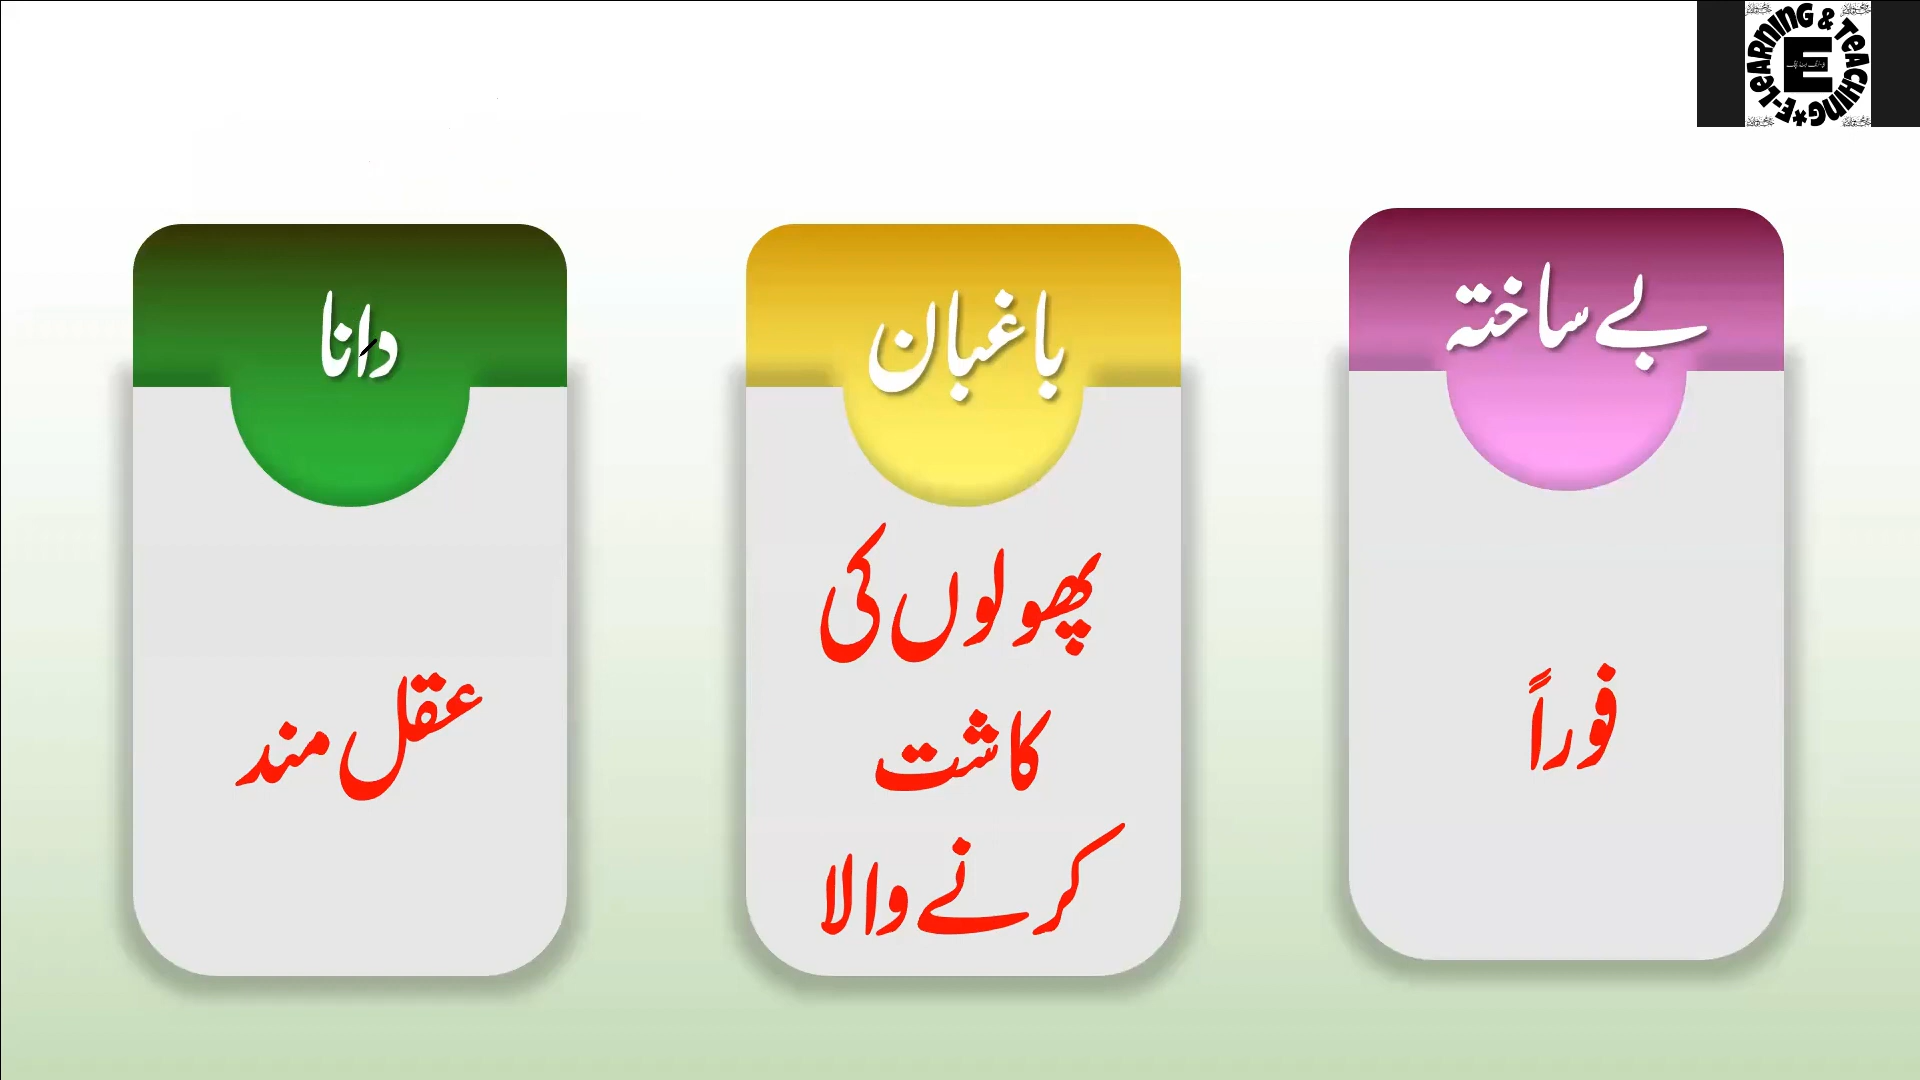 E-LEARNING & TEACHING*
E
بے ساختہ
فوراً
باغبان
پھولوں کی
کاشت
کرنے والا
دانا
عقل مند